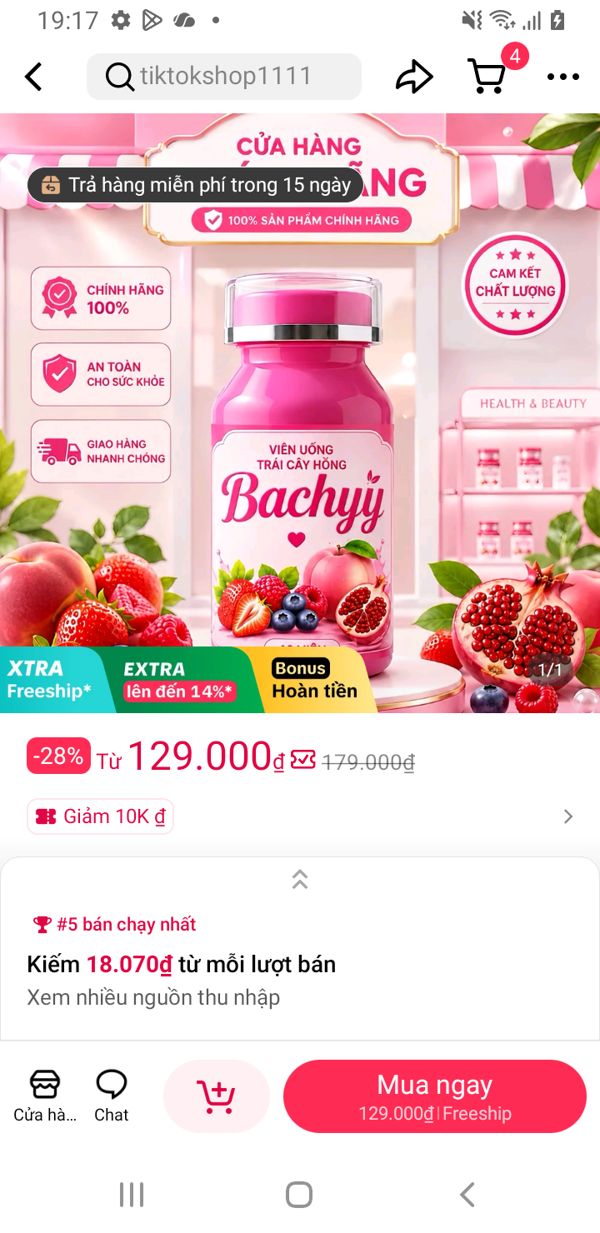 19:17
tiktokshop1111
4
CỬA HÀNG
Trả hàng miễn phí trong 15 ngày
100% SẢN PHẨM CHÍNH HÃNG
CHÍNH HÃNG
100%
AN TOÀN
CHO SỨC KHỎE
GIAO HÀNG
NHANH CHÓNG
CAM KẾT
CHẤT LƯỢNG
HEALTH & BEAUTY
VIÊN UỐNG
TRÁI CÂY HỒNG
Bachyy
XTRA
Freeship*
EXTRA
lên đến 14%*
Bonus
Hoàn tiền
1/1
-28% Từ 129.000₫ 179.000₫
Giảm 10K ₫
#5 bán chạy nhất
Kiếm 18.070₫ từ mỗi lượt bán
Xem nhiều nguồn thu nhập
Cửa hà...
Chat
Mua ngay
129.000₫ | Freeship